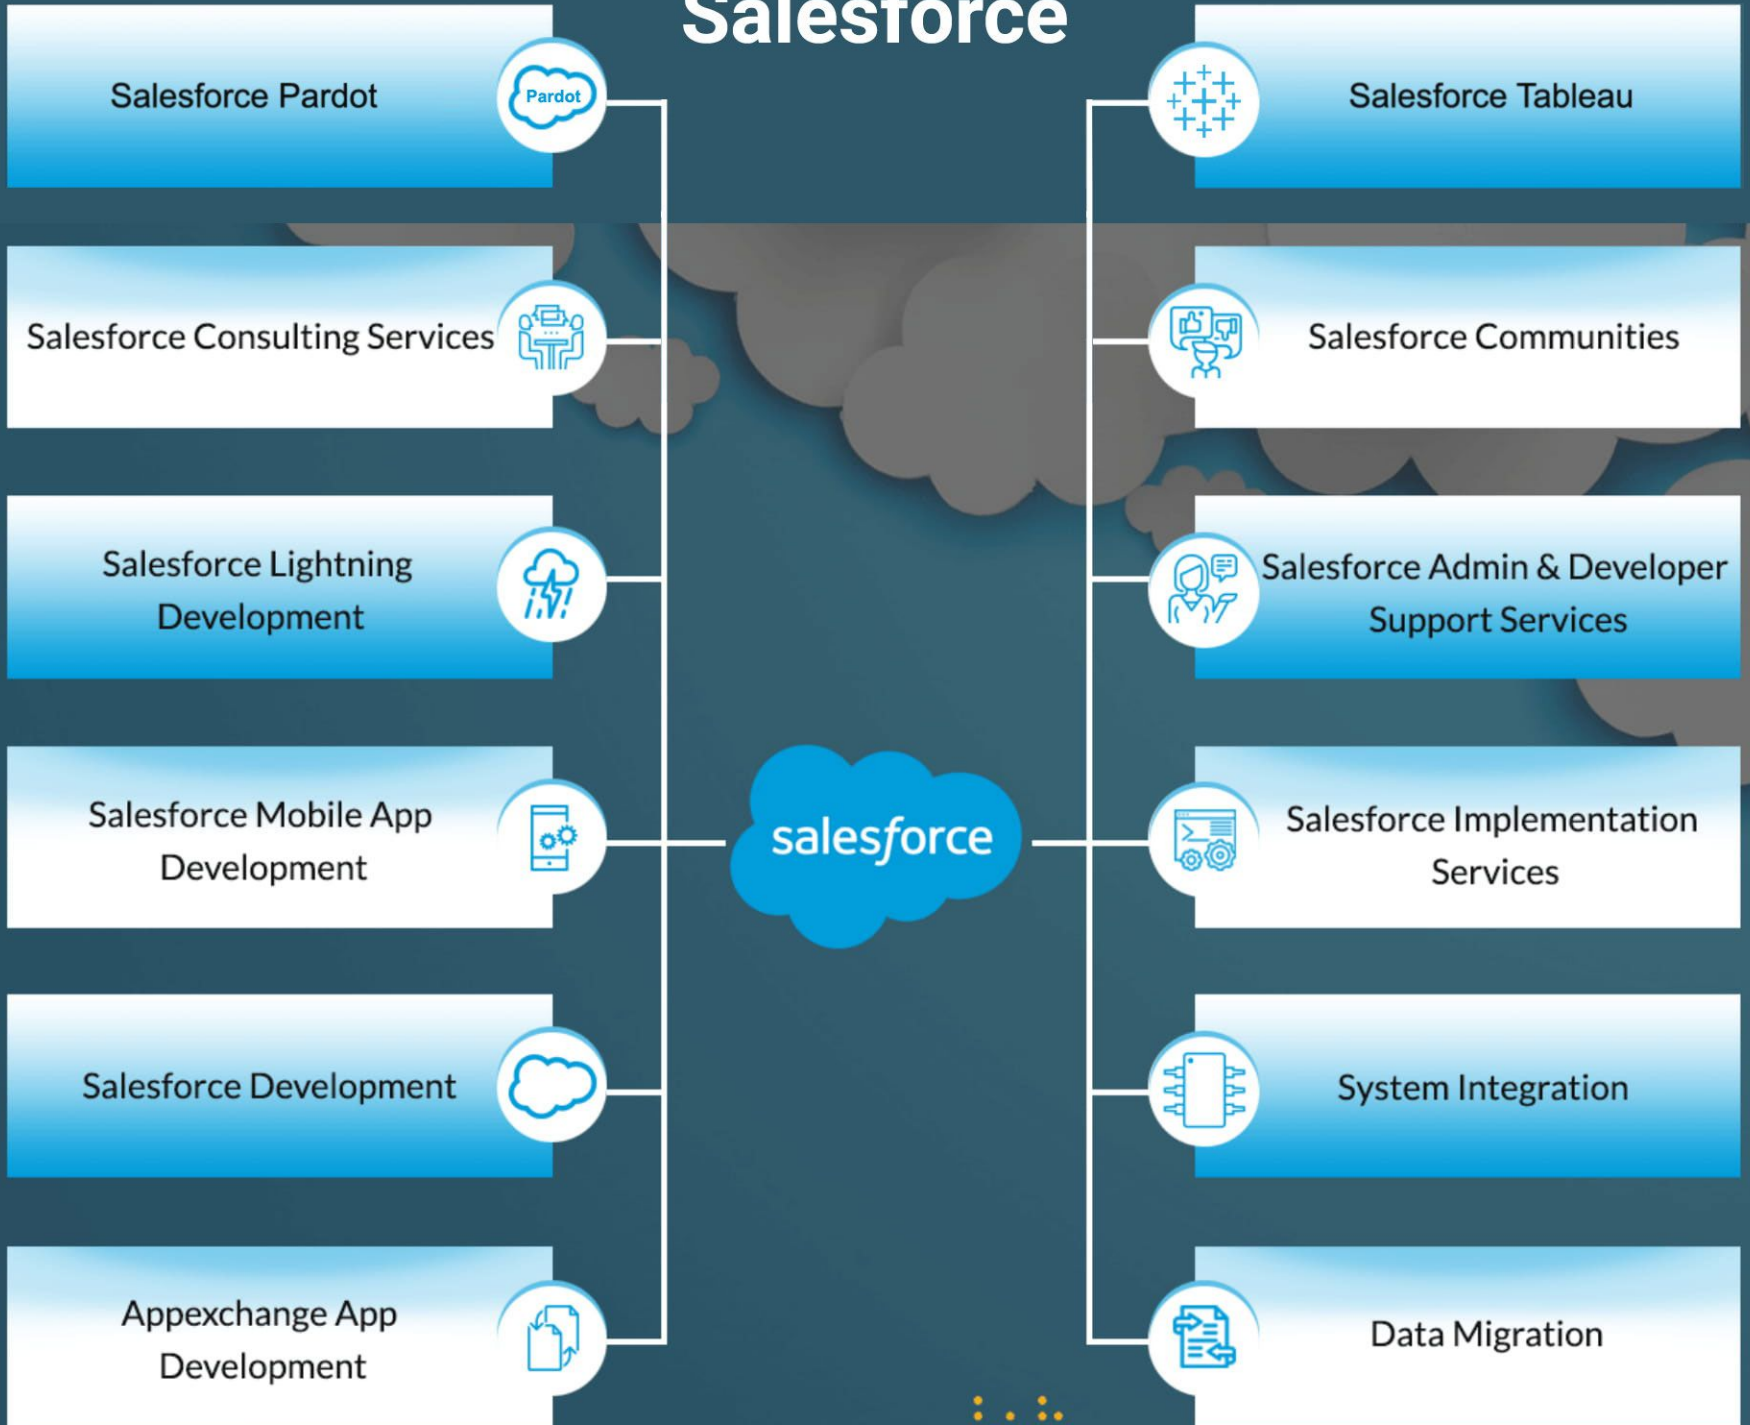 Salesforce
Salesforce Pardot
Pardot
Salesforce Consulting Services
Salesforce Lightning
Development
Salesforce Mobile App
Development
Salesforce Development
Appexchange App
Development
salesforce
Salesforce Tableau
Salesforce Communities
Salesforce Admin & Developer
Support Services
Salesforce Implementation
Services
System Integration
Data Migration